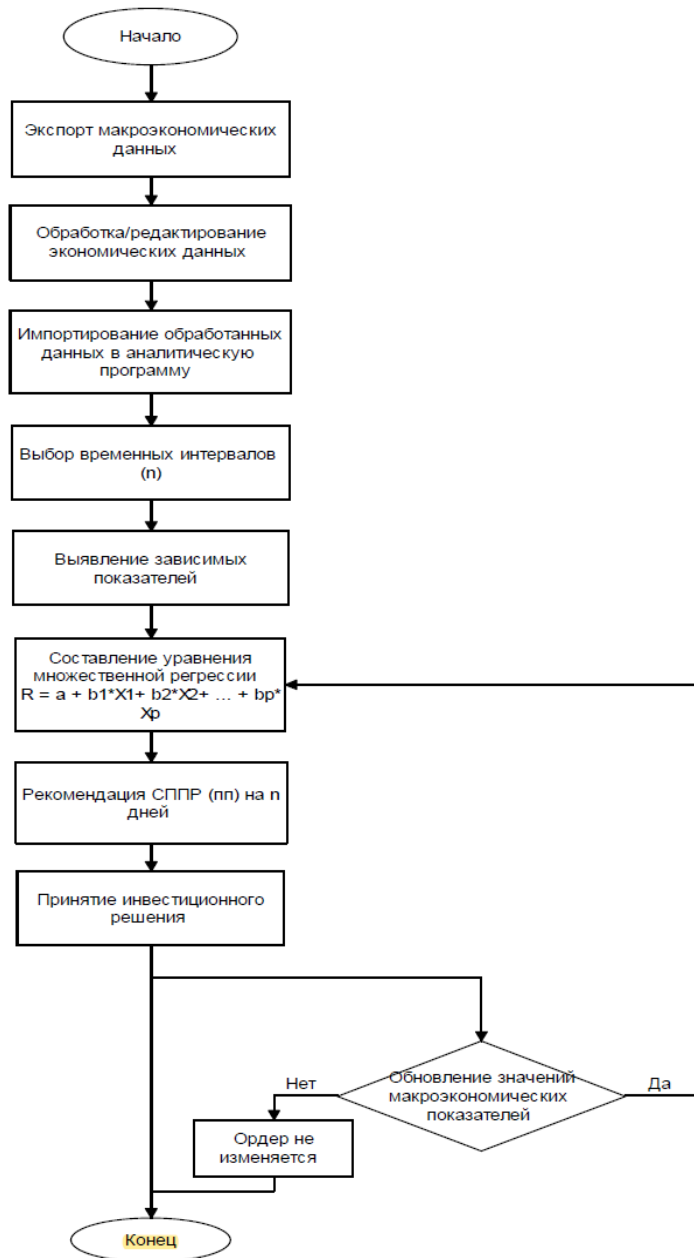 Начало
Экспорт макроэкономических
данных
Обработка/редактирование
экономических данных
Импортирование обработанных
данных в аналитическую
программу
Выбор временных интервалов
(n)
Выявление зависимых
показателей
Составление уравнения
множественной регрессии
R = a + b1*X1+ b2*X2+ ... + bp*
Xp
Рекомендация СППР (пп) на n
дней
Принятие инвестиционного
решения
Обновление значений
макроэкономических
показателей
Нет
Да
Ордер не
изменяется
Конец